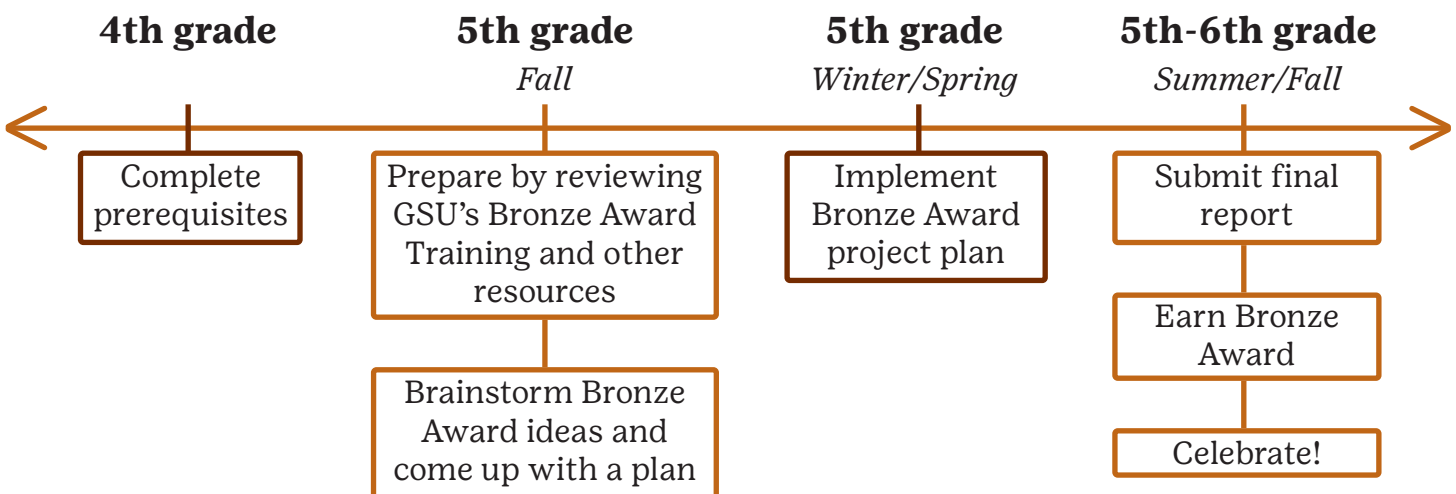 4th grade
Complete
prerequisites
5th grade
Fall
Prepare by reviewing
GSU’s Bronze Award
Training and other
resources
Brainstorm Bronze
Award ideas and
come up with a plan
5th grade
Winter/Spring
Implement
Bronze Award
project plan
5th-6th grade
Summer/Fall
Submit final
report
Earn Bronze
Award
Celebrate!